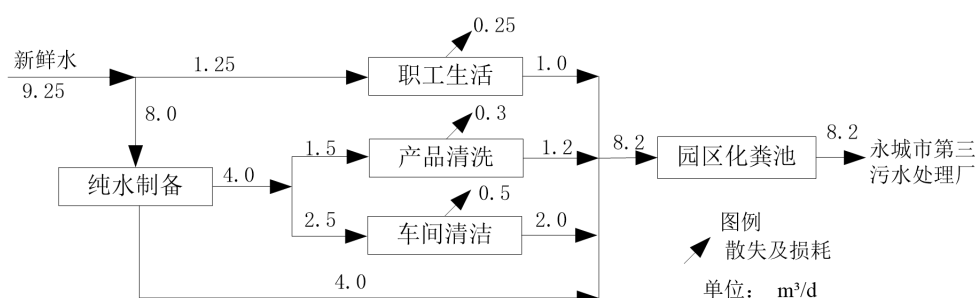 0.25
新鲜水
1.25
职工生活
1.0
9.25
8.0
0.3
1.5
产品清洗
1.2
8.2
园区化粪池
8.2
永城市第三
污水处理厂
纯水制备
4.0
0.5
2.5
车间清洁
2.0
图例
散失及损耗
4.0
单位： m³/d